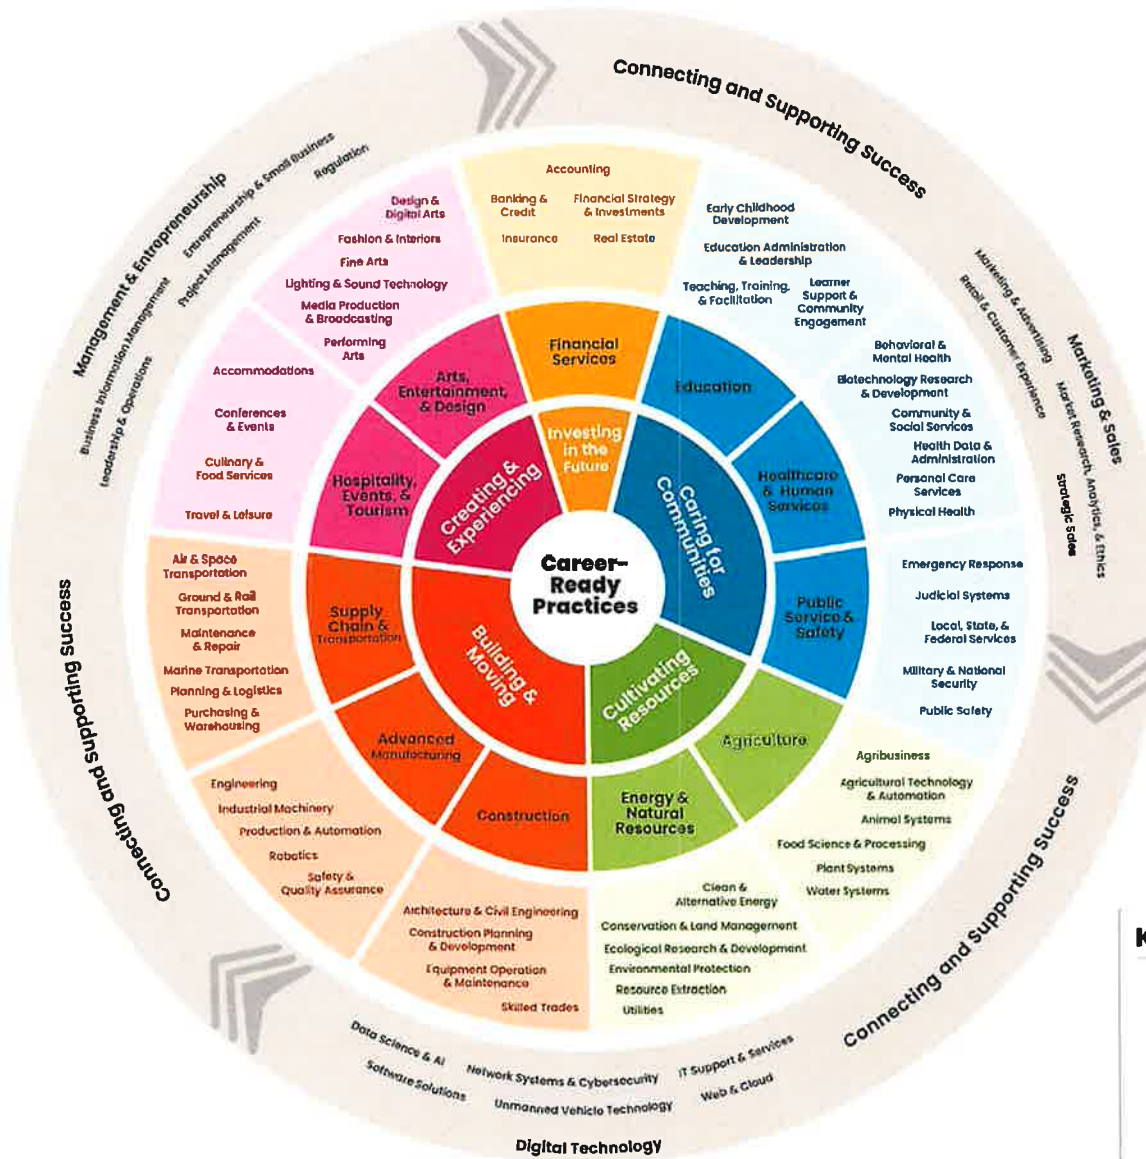 Connecting and Supporting Success
Management & Entrepreneurship
Entrepreneurship & Small Business
Regulation
Project Management
Business Information Management
Leadership & Operations
Marketing & Advertising
Retail & Customer Experience
Marketing & Sales
Market Research, Analytics, & Ethics
Strategic Sales
Connecting and Supporting Success
Connecting and Supporting Success
Data Science & AI
Network Systems & Cybersecurity
IT Support & Services
Software Solutions
Unmanned Vehicle Technology
Web & Cloud
Digital Technology
Accounting
Banking &
Credit
Financial Strategy
& Investments
Insurance
Real Estate
Early Childhood
Development
Education Administration
& Leadership
Teaching, Training,
& Facilitation
Learner
Support &
Community
Engagement
Behavioral &
Mental Health
Biotechnology Research
& Development
Community &
Social Services
Health Data &
Administration
Personal Care
Services
Physical Health
Emergency Response
Judicial Systems
Local, State, &
Federal Services
Military & National
Security
Public Safety
Agribusiness
Agricultural Technology
& Automation
Animal Systems
Food Science & Processing
Plant Systems
Water Systems
Clean &
Alternative Energy
Conservation & Land Management
Ecological Research & Development
Environmental Protection
Resource Extraction
Utilities
Architecture & Civil Engineering
Construction Planning
& Development
Equipment Operation
& Maintenance
Skilled Trades
Engineering
Industrial Machinery
Production & Automation
Robotics
Safety &
Quality Assurance
Air & Space
Transportation
Ground & Rail
Transportation
Maintenance
& Repair
Marine Transportation
Planning & Logistics
Purchasing &
Warehousing
Accommodations
Conferences
& Events
Culinary &
Food Services
Travel & Leisure
Design &
Digital Arts
Fashion & Interiors
Fine Arts
Lighting & Sound Technology
Media Production
& Broadcasting
Performing
Arts
Financial
Services
Education
Healthcare
& Human
Services
Public
Service &
Safety
Agriculture
Energy &
Natural
Resources
Construction
Advanced
Manufacturing
Supply
Chain &
Transportation
Hospitality,
Events, &
Tourism
Arts,
Entertainment,
& Design
Investing
in the
Future
Caring for
Communities
Cultivating
Resources
Building &
Moving
Creating &
Experiencing
Career-
Ready
Practices